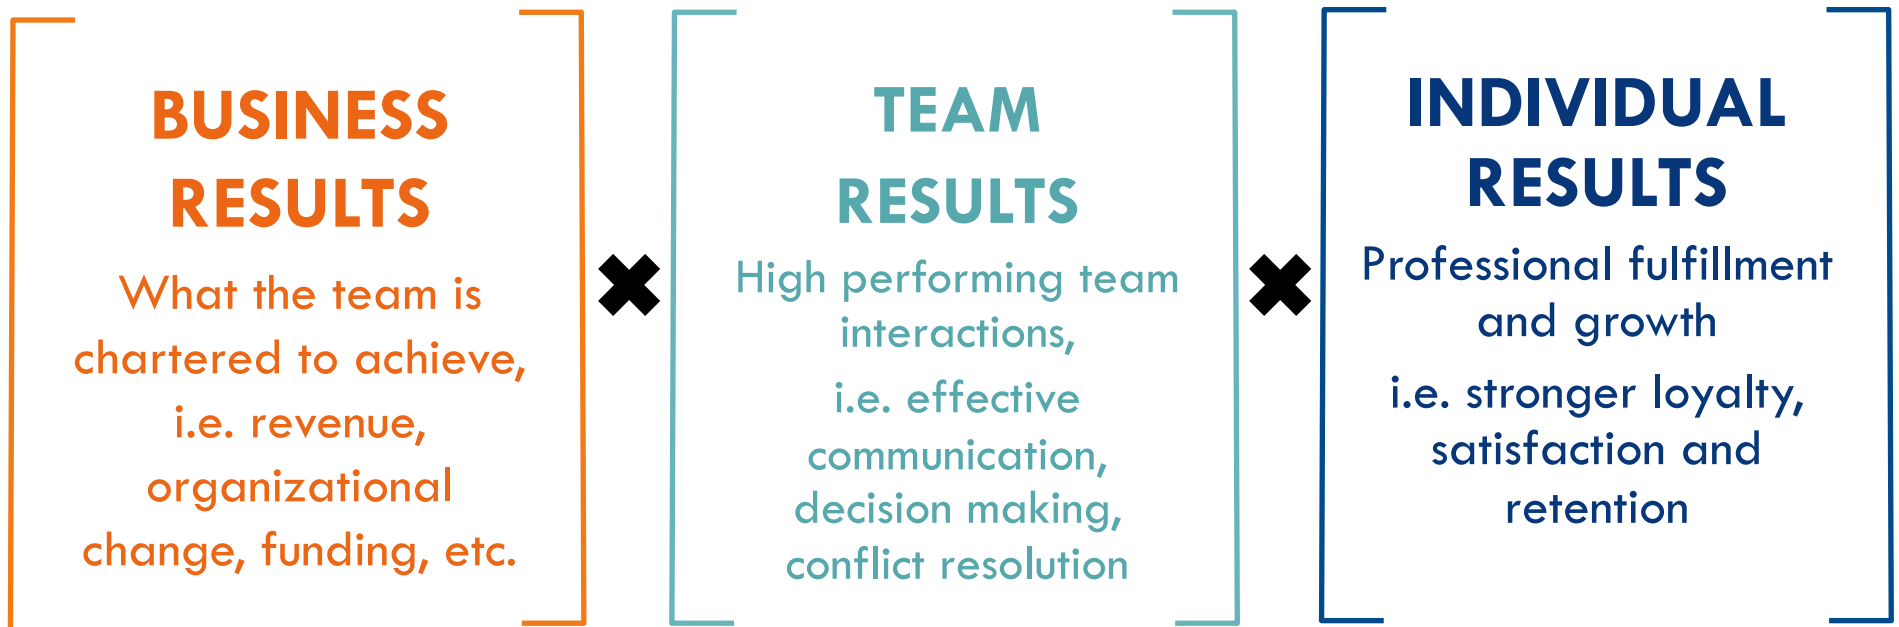 BUSINESS
RESULTS
What the team is
chartered to achieve,
i.e. revenue,
organizational
change, funding, etc.
TEAM
RESULTS
High performing team
interactions,
i.e. effective
communication,
decision making,
conflict resolution
INDIVIDUAL
RESULTS
Professional fulfillment
and growth
i.e. stronger loyalty,
satisfaction and
retention